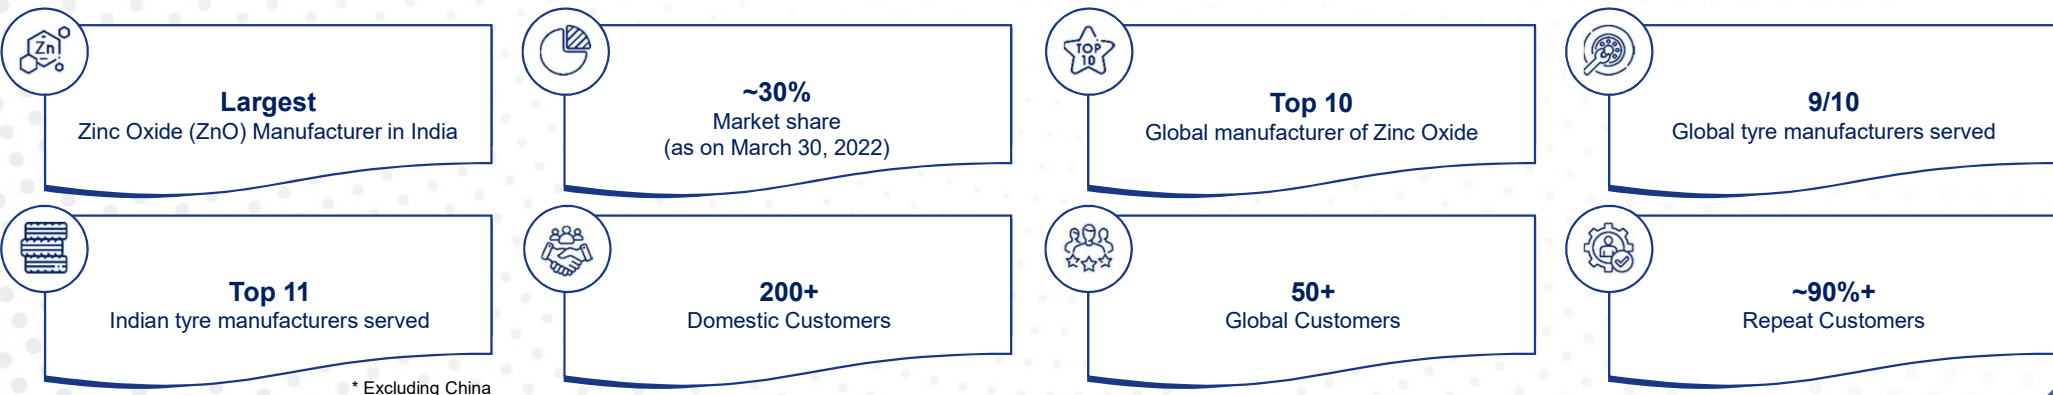 Zn
Largest
Zinc Oxide (ZnO) Manufacturer in India
~30%
Market share
(as on March 30, 2022)
TOP
10
Top 10
Global manufacturer of Zinc Oxide
9/10
Global tyre manufacturers served
Top 11
Indian tyre manufacturers served
200+
Domestic Customers
50+
Global Customers
~90%+
Repeat Customers
* Excluding China